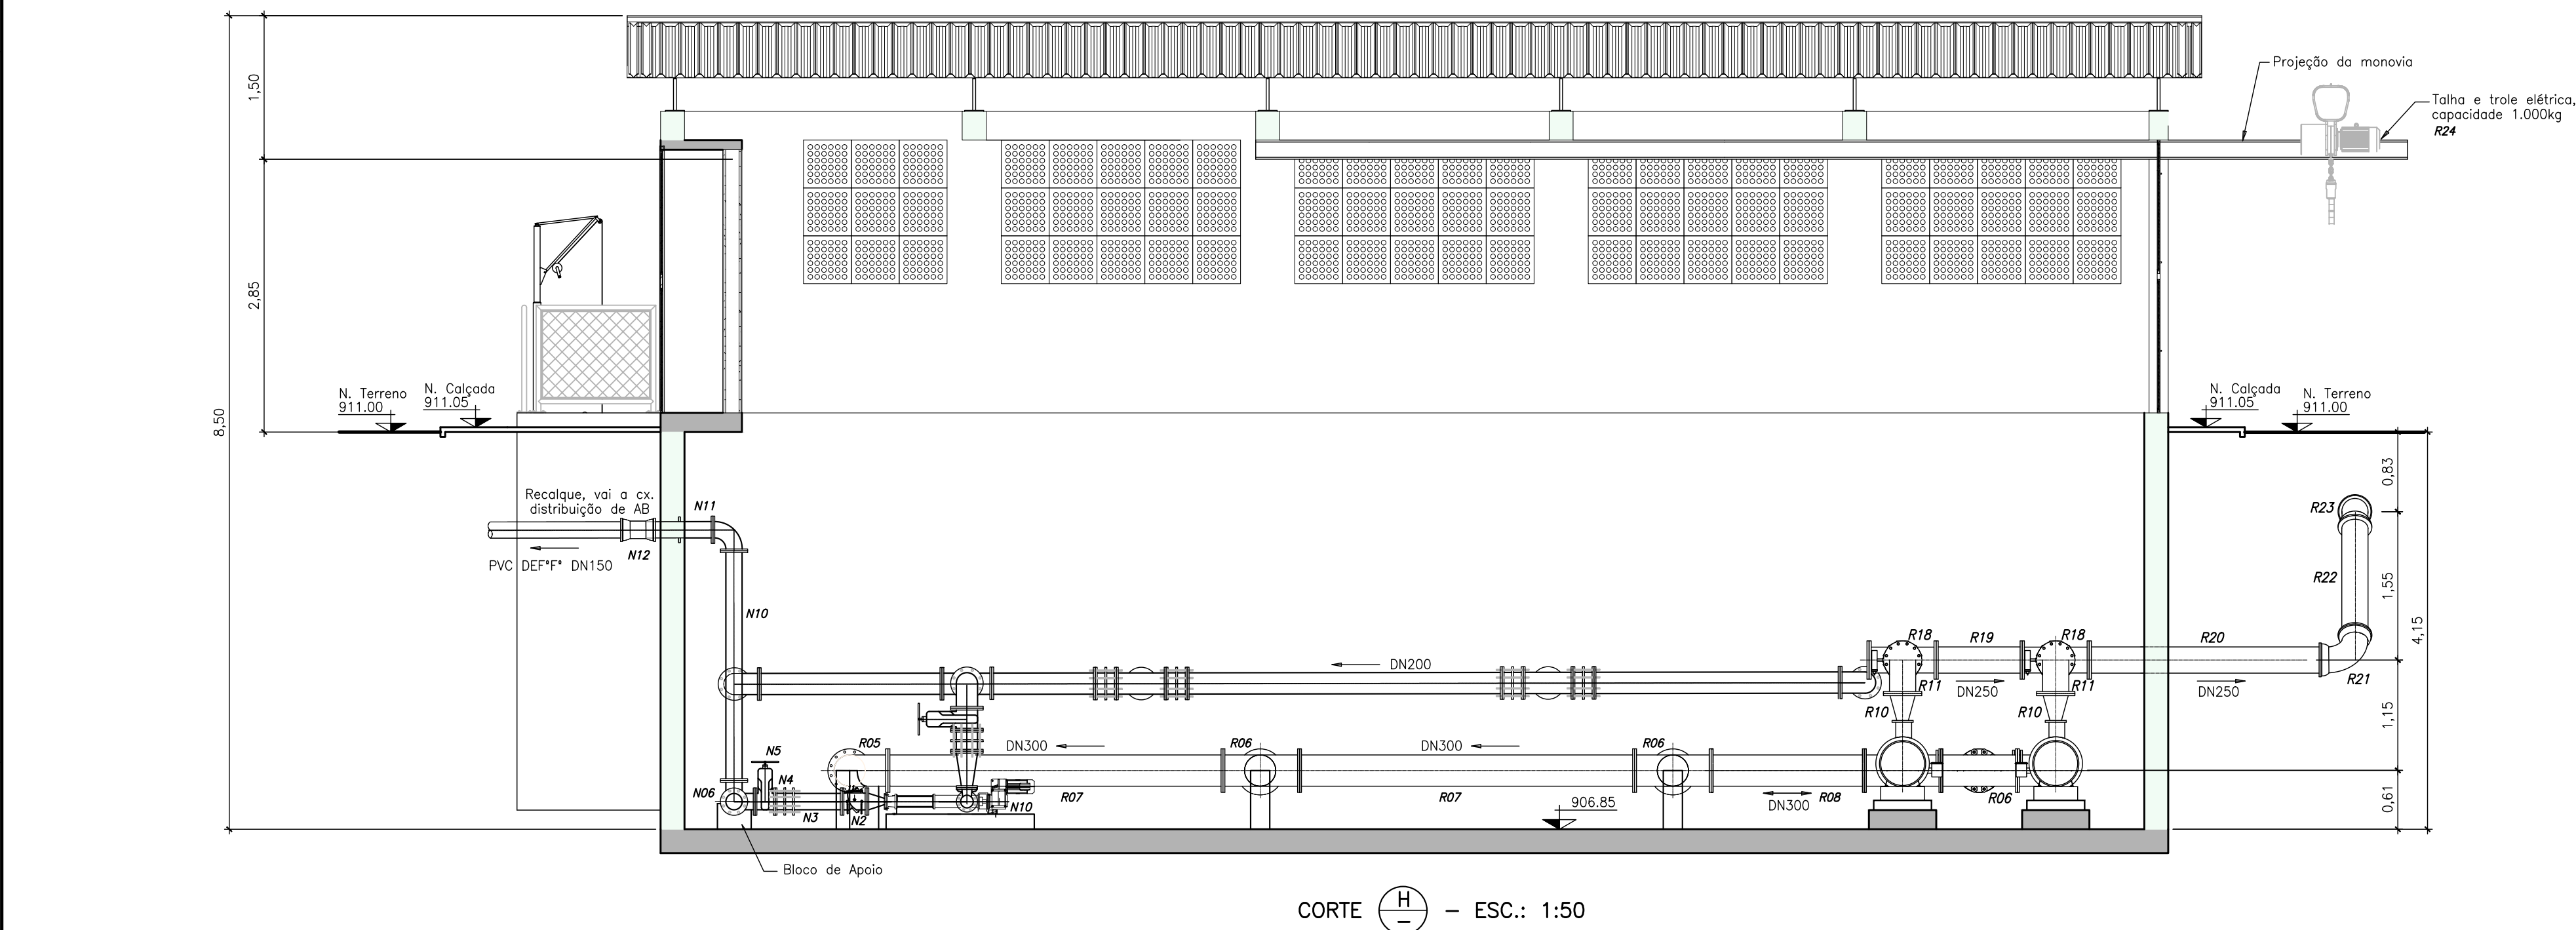 Projeção da monovia
Talha e trole elétrica,
capacidade 1.000kg
R24
1,50
2,85
8,50
N. Terreno
911.00
N. Calçada
911.05
N. Calçada
911.05
N. Terreno
911.00
Recalque, vai a cx.
distribuição de AB
N11
N12
PVC DEFºFº DN150
N10
DN200
R18
R19
R18
R20
R23
R22
R21
R11
DN250
R11
DN250
R10
R10
0,83
1,55
4,15
1,15
0,61
N5
N4
R05
DN300
R06
DN300
R06
N06
N3
N2
N10
R07
R07
R08
DN300
R06
906.85
Bloco de Apoio
CORTE H – ESC.: 1:50
–